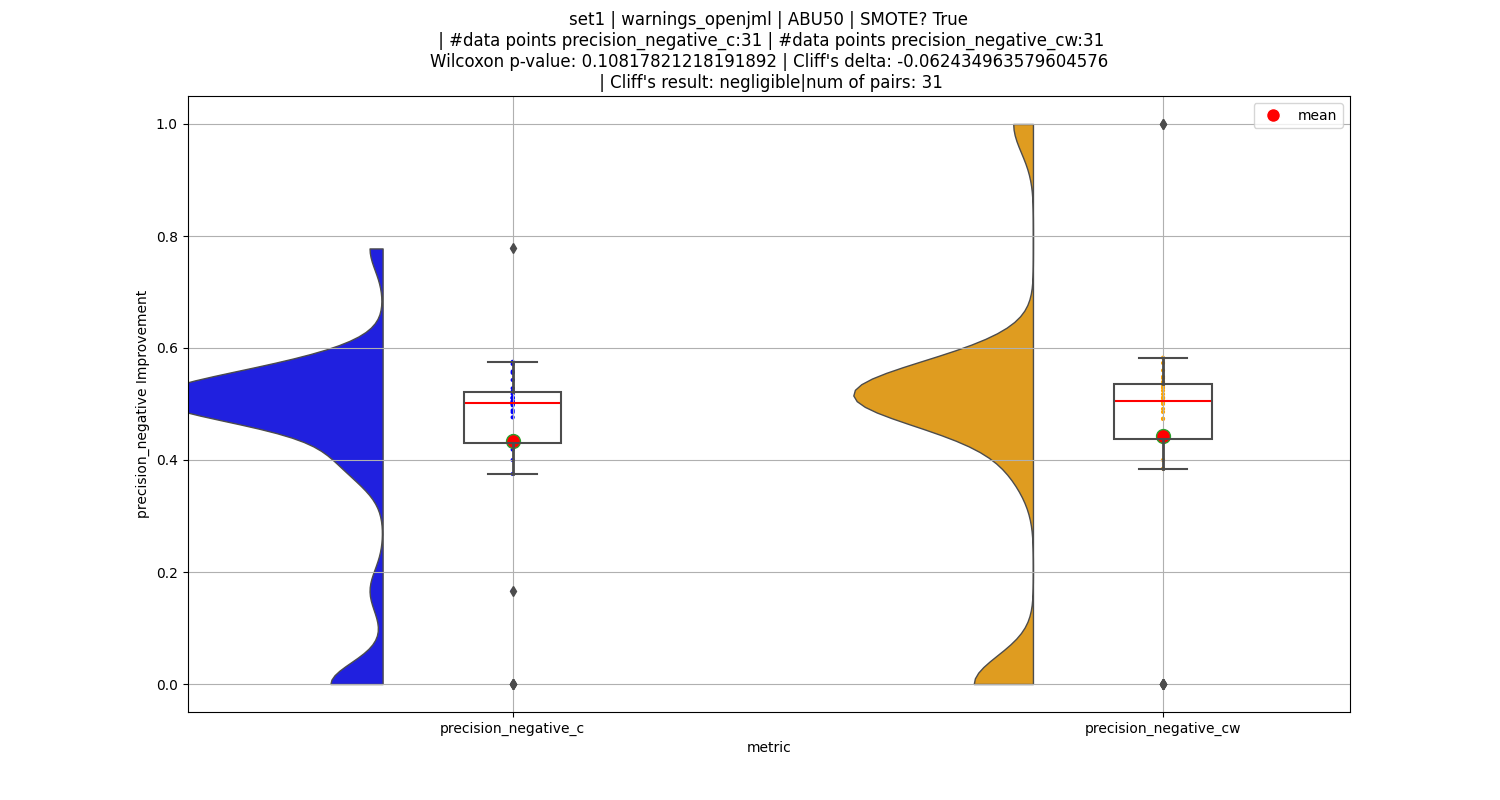 set1 | warnings_openjml | ABU50 | SMOTE? True
| #data points precision_negative_c:31 | #data points precision_negative_cw:31
Wilcoxon p-value: 0.10817821218191892 | Cliff's delta: -0.062434963579604576
| Cliff's result: negligible|num of pairs: 31
mean
1.0
0.8
0.6
0.4
0.2
0.0
precision_negative Improvement
precision_negative_c
precision_negative_cw
metric